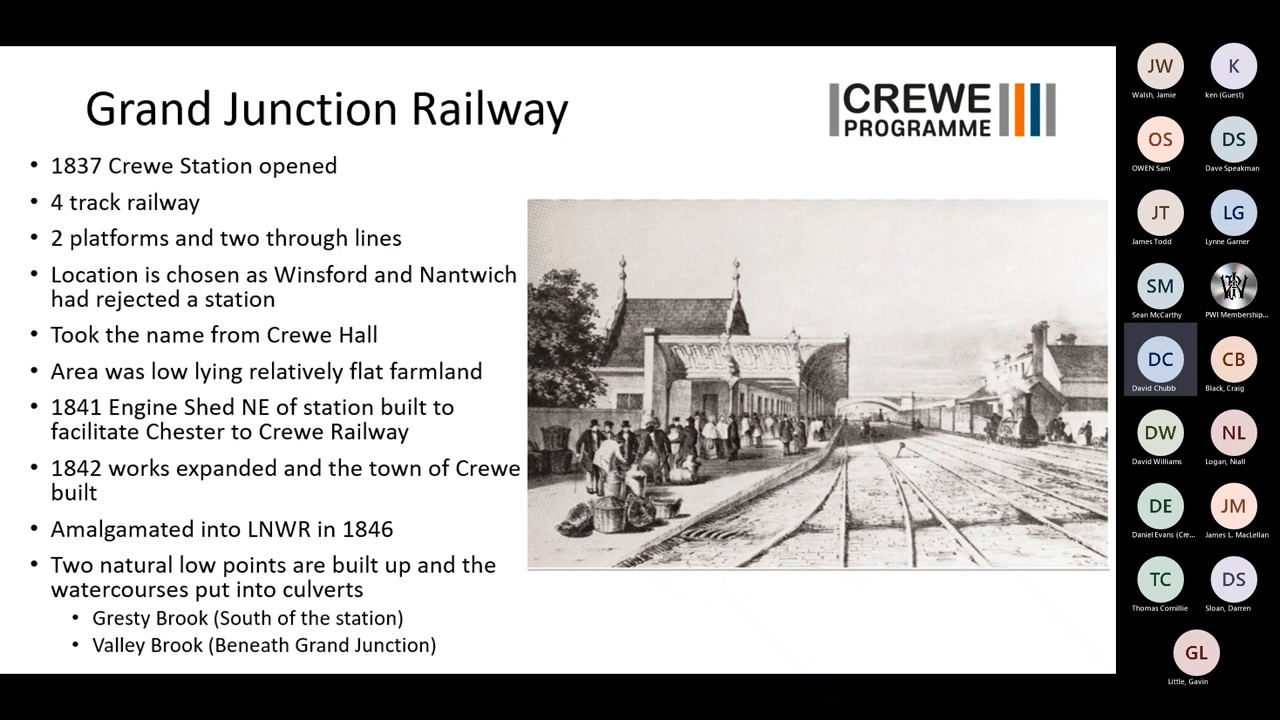 Grand Junction Railway
CREWE
PROGRAMME
• 1837 Crewe Station opened
• 4 track railway
• 2 platforms and two through lines
• Location is chosen as Winsford and Nantwich
had rejected a station
• Took the name from Crewe Hall
• Area was low lying relatively flat farmland
• 1841 Engine Shed NE of station built to
facilitate Chester to Crewe Railway
• 1842 works expanded and the town of Crewe
built
• Amalgamated into LNWR in 1846
• Two natural low points are built up and the
watercourses put into culverts
• Gresty Brook (South of the station)
• Valley Brook (Beneath Grand Junction)
JW
Walsh, Jamie
K
ken (Guest)
OS
OWEN Sam
DS
Dave Speakman
JT
James Todd
LG
Lynne Garner
SM
Sean McCarthy
PWI Membership...
DC
David Chubb
CB
Black, Craig
DW
David Williams
NL
Logan, Niall
DE
Daniel Evans (Cre...
JM
James L. MacLellan
TC
Thomas Cornillie
DS
Sloan, Darren
GL
Little, Gavin